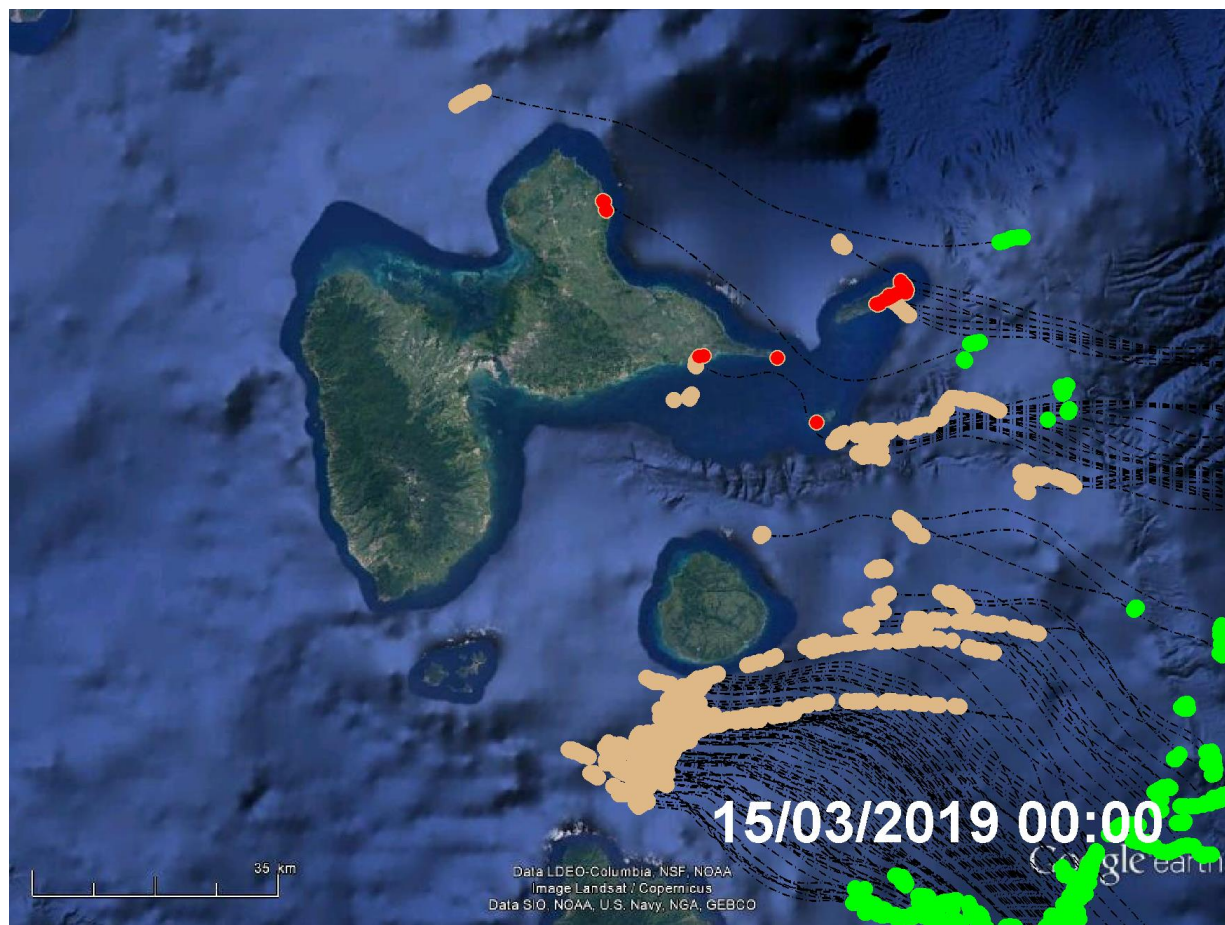 15/03/2019 00:00
35 km
Data LDEO-Columbia, NSF, NOAA
Image Landsat / Copernicus
Data SIO, NOAA, U.S. Navy, NGA, GEBCO
Google earth